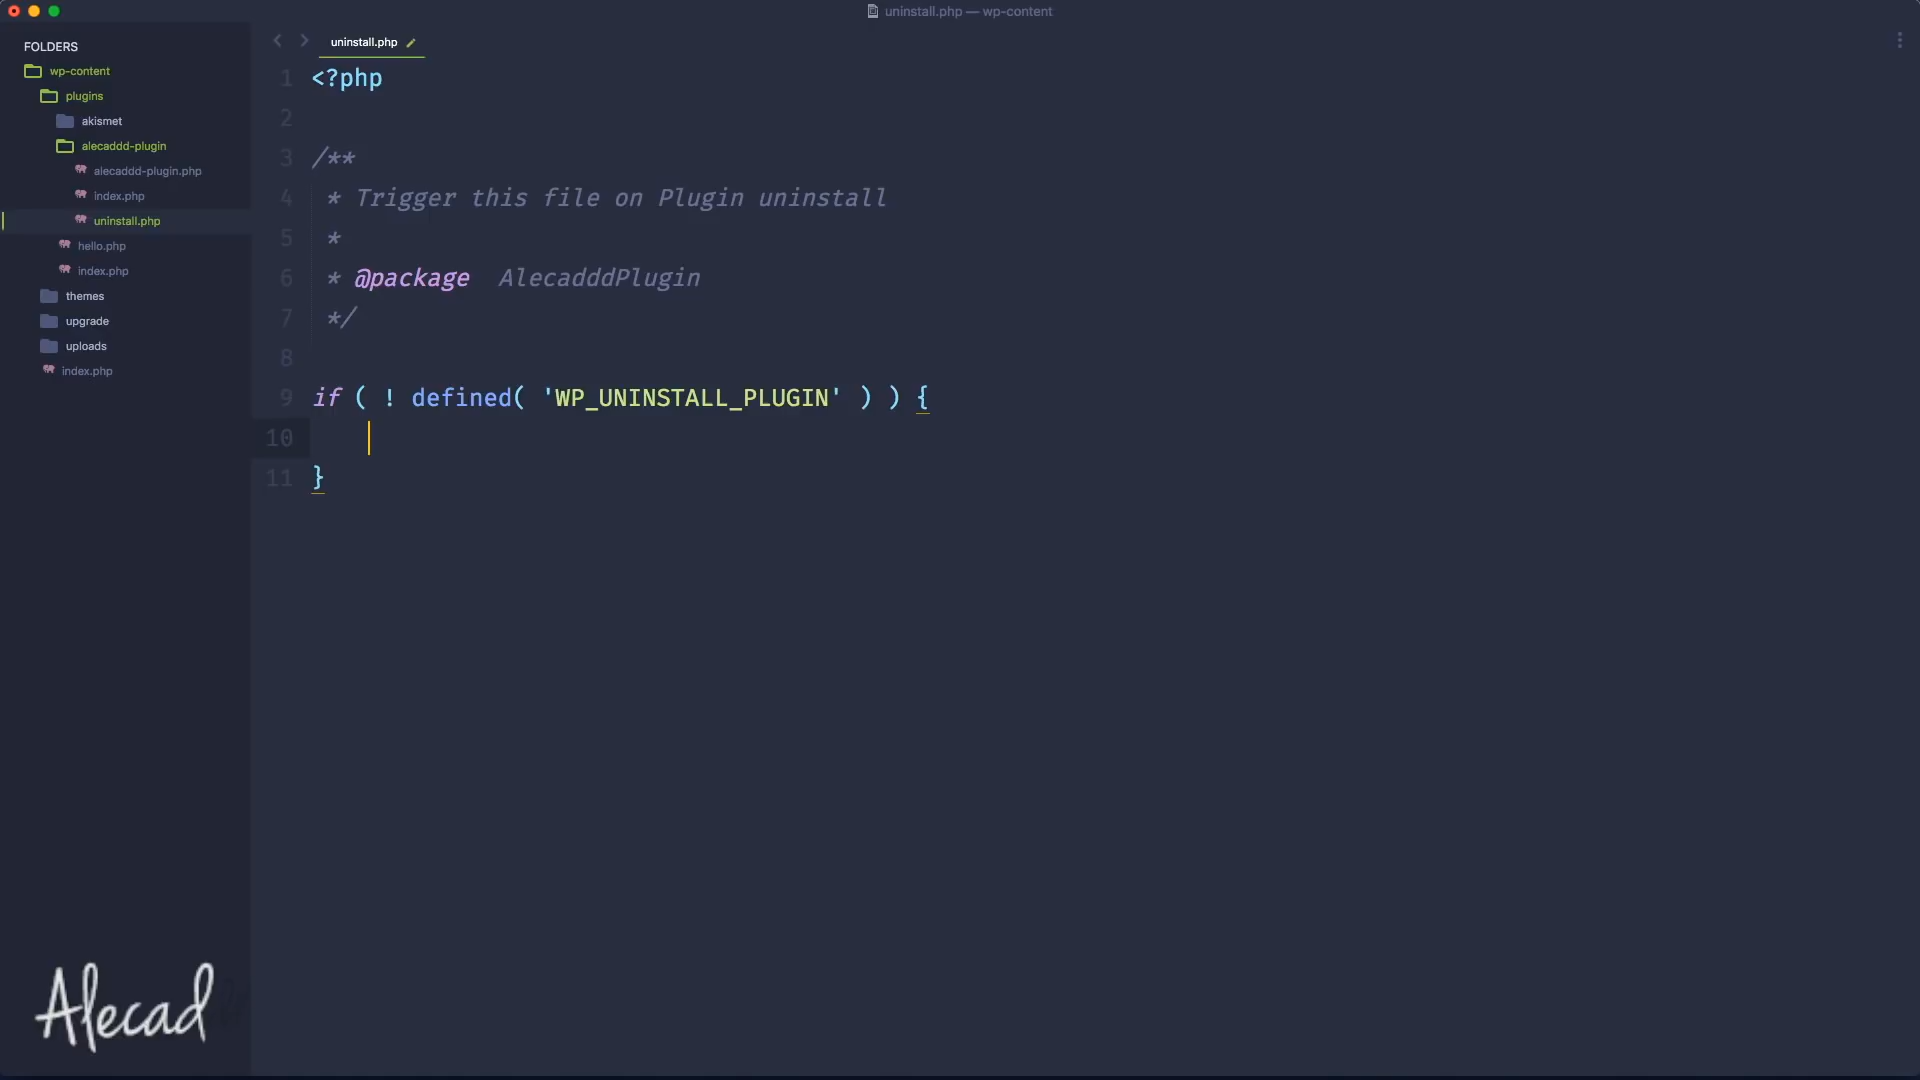 uninstall.php — wp-content
FOLDERS
wp-content
plugins
akismet
alecaddd-plugin
alecaddd-plugin.php
index.php
uninstall.php
hello.php
index.php
themes
upgrade
uploads
index.php
uninstall.php
1 <?php
2
3 /**
4 * Trigger this file on Plugin uninstall
5 *
6 * @package  AlecadddPlugin
7 */
8
9 if ( ! defined( 'WP_UNINSTALL_PLUGIN' ) ) {
10
11 }
Alecad